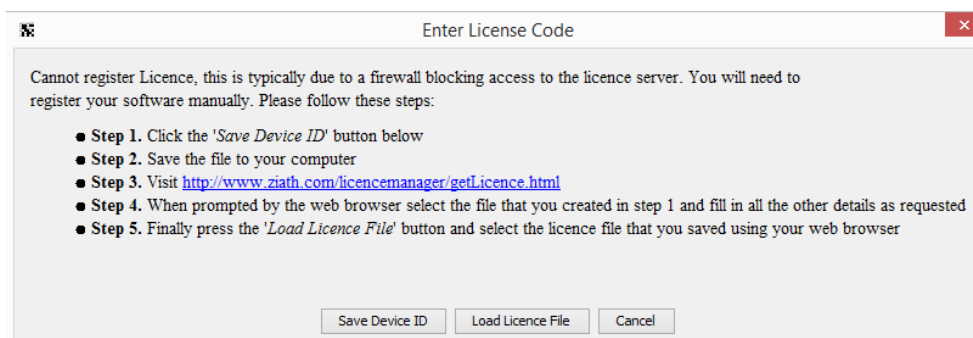 Enter License Code
Cannot register Licence, this is typically due to a firewall blocking access to the licence server. You will need to
register your software manually. Please follow these steps:
Step 1. Click the 'Save Device ID' button below
Step 2. Save the file to your computer
Step 3. Visit http://www.ziath.com/licencemanager/getLicence.html
Step 4. When prompted by the web browser select the file that you created in step 1 and fill in all the other details as requested
Step 5. Finally press the 'Load Licence File' button and select the licence file that you saved using your web browser
Save Device ID Load Licence File Cancel